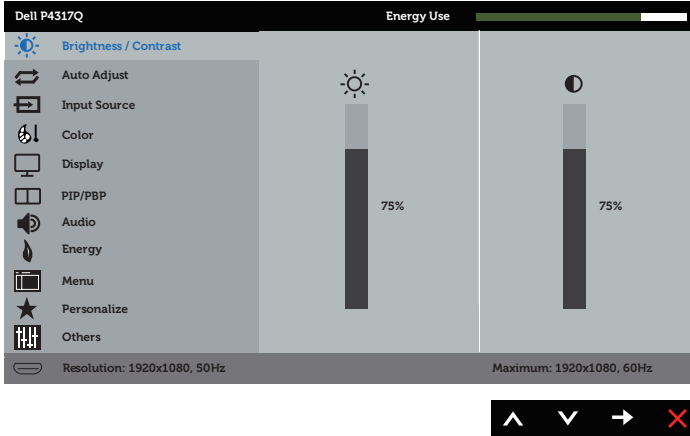 Dell P4317Q Energy Use
Brightness / Contrast
Auto Adjust
Input Source
Color
Display
PIP/PBP
Audio
Energy
Menu
Personalize
Others
75% 75%
Resolution: 1920x1080, 50Hz Maximum: 1920x1080, 60Hz